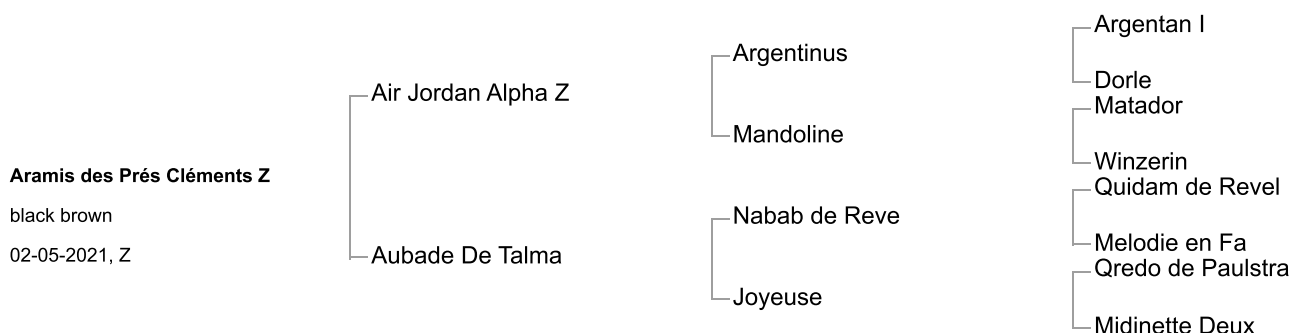 Argentan I
Argentinus
Dorle
Air Jordan Alpha Z
Matador
Mandoline
Winzerin
Aramis des Prés Cléments Z
Quidam de Revel
black brown
Nabab de Reve
02-05-2021, Z
Melodie en Fa
Aubade De Talma
Qredo de Paulstra
Joyeuse
Midinette Deux